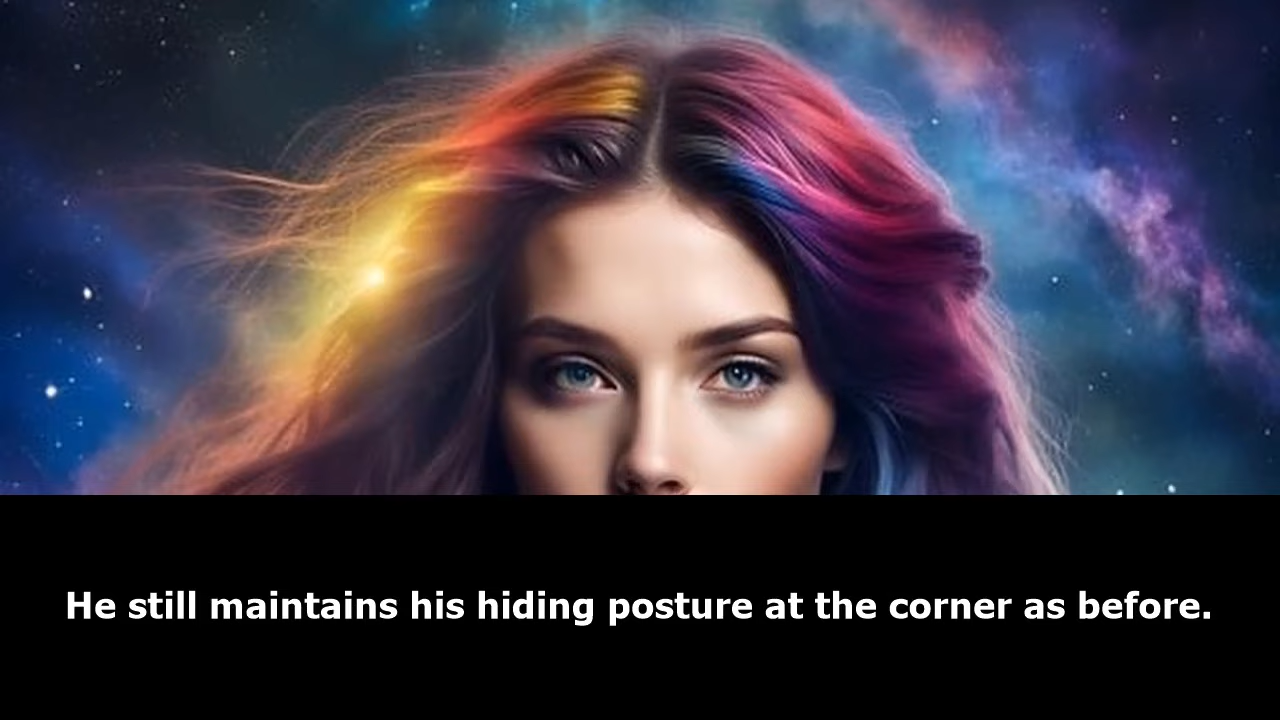 He still maintains his hiding posture at the corner as before.